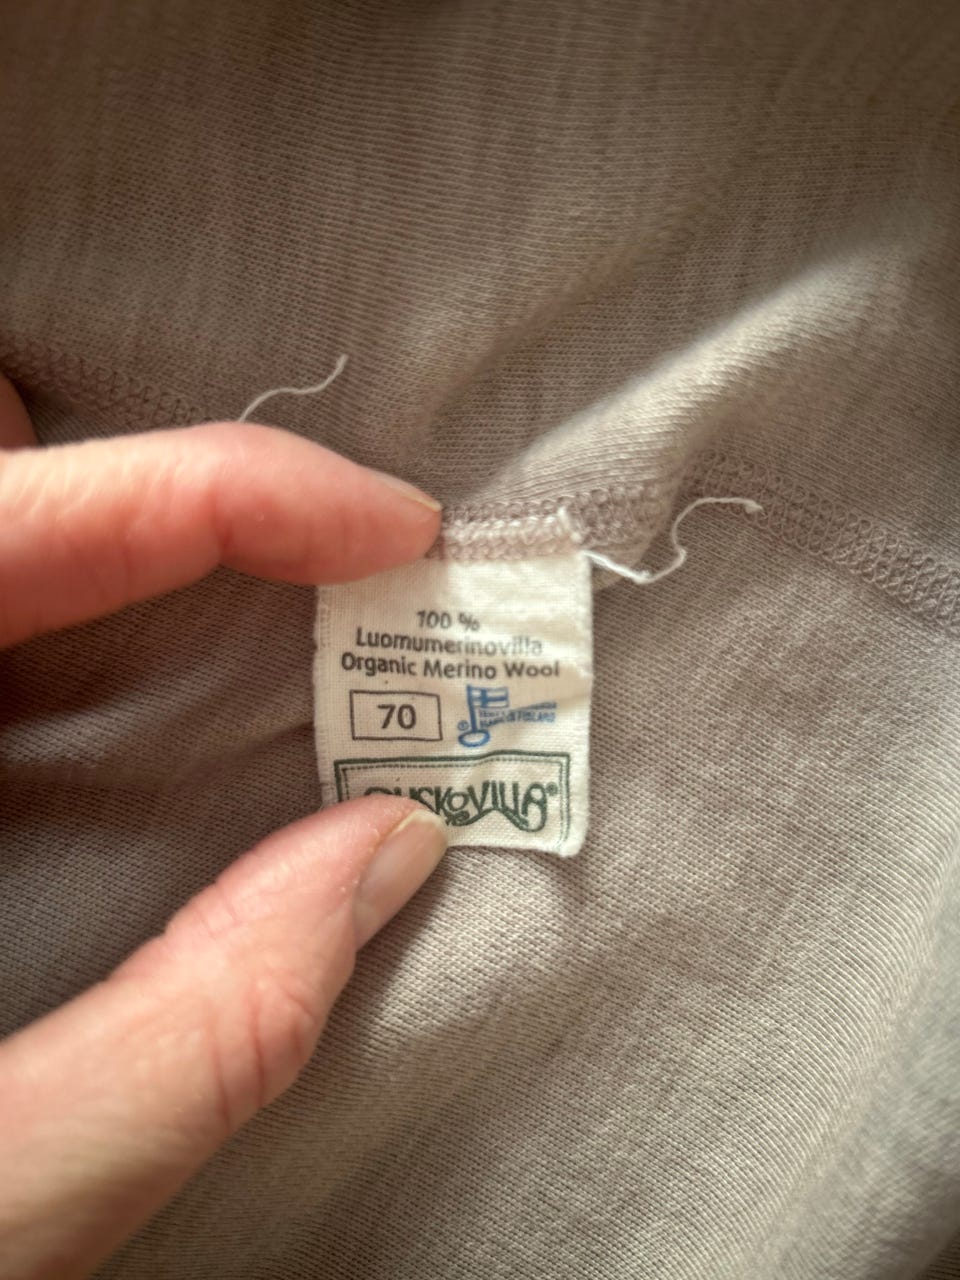 100 %
Luomumerinovilla
Organic Merino Wool
70